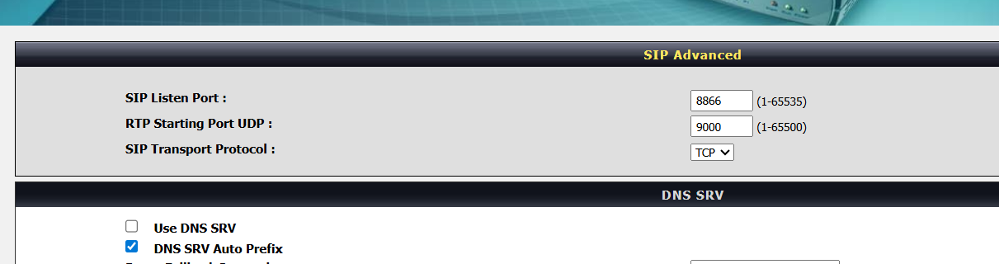 SIP Advanced
SIP Listen Port : 8866 (1-65535)
RTP Starting Port UDP : 9000 (1-65500)
SIP Transport Protocol : TCP
DNS SRV
Use DNS SRV
DNS SRV Auto Prefix